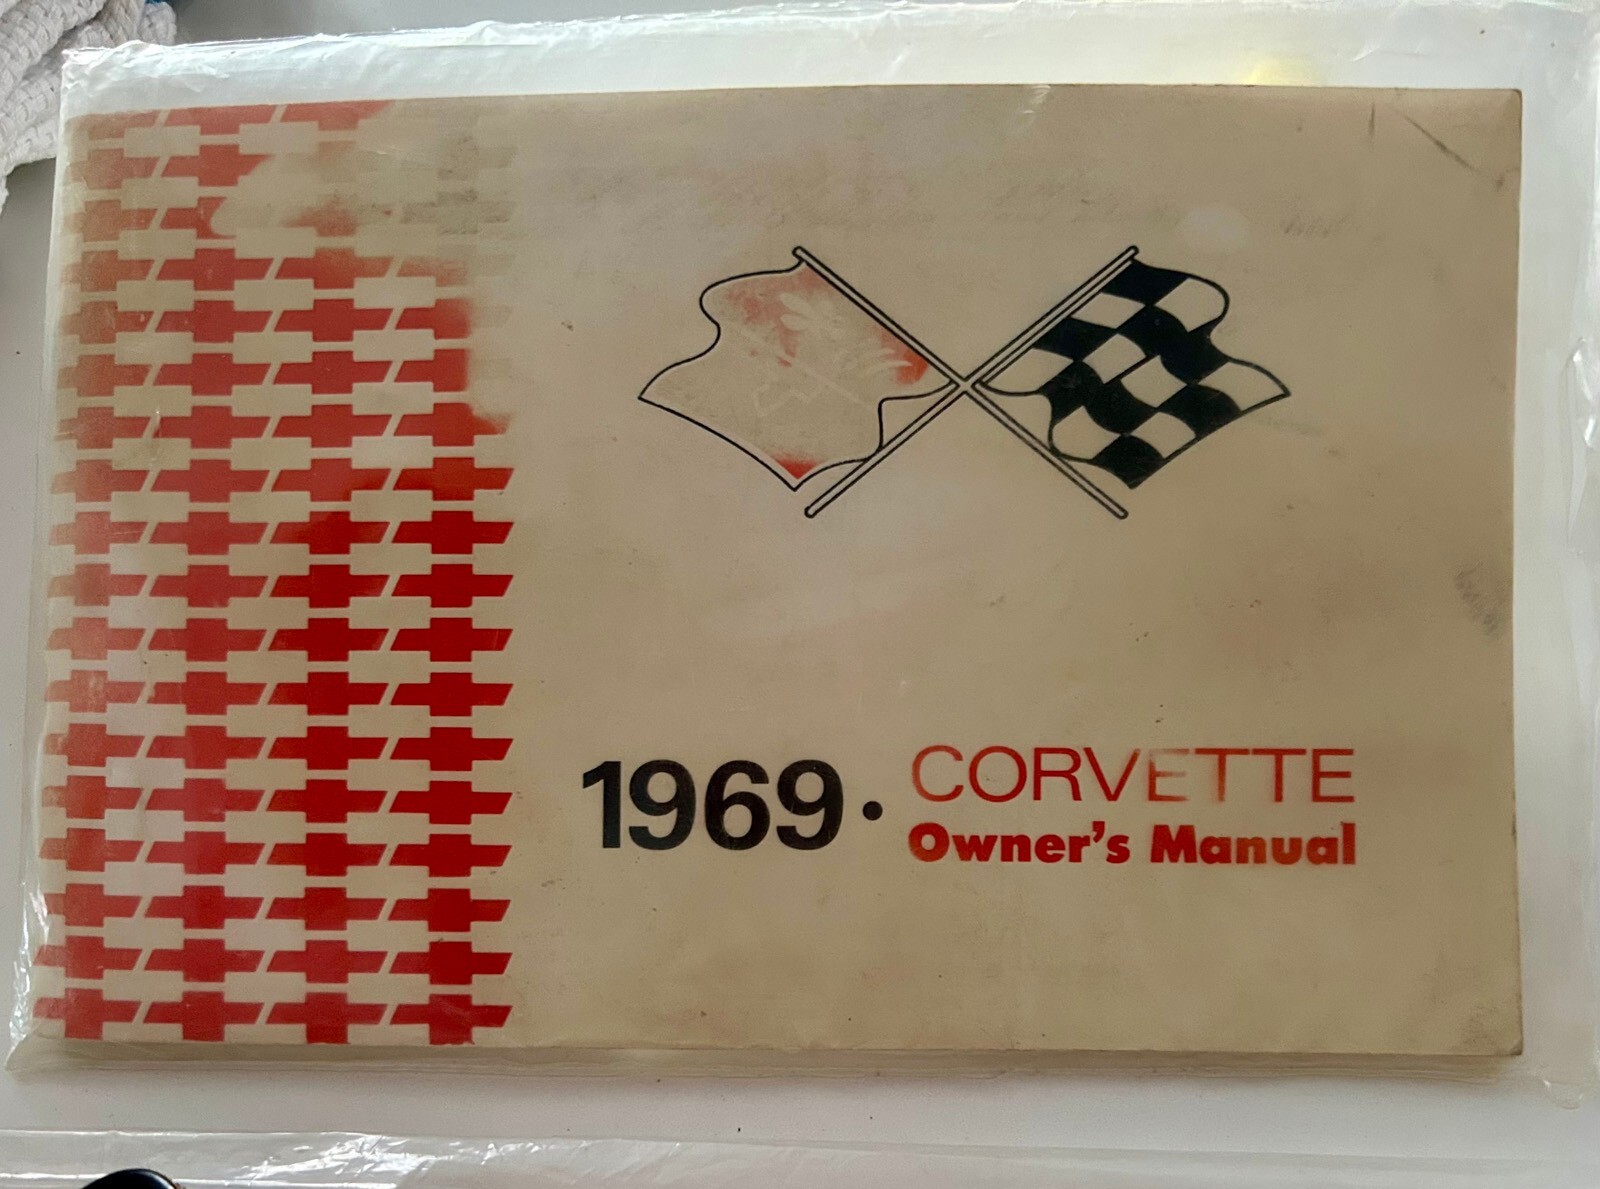 1969 · CORVETTE
Owner's Manual